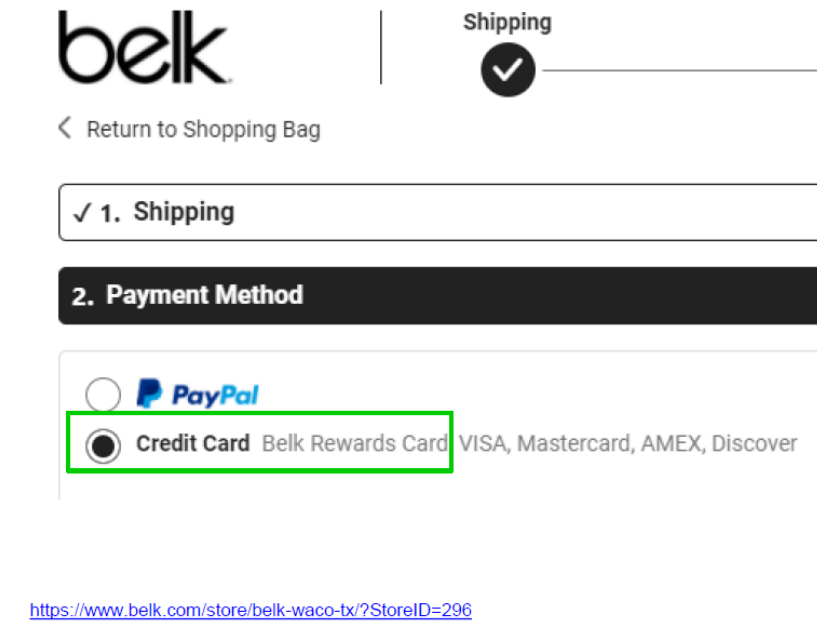 belk
Shipping
Return to Shopping Bag
✓ 1. Shipping
2. Payment Method
PayPal
Credit Card Belk Rewards Card, VISA, Mastercard, AMEX, Discover
https://www.belk.com/store/belk-waco-tx/?StoreID=296